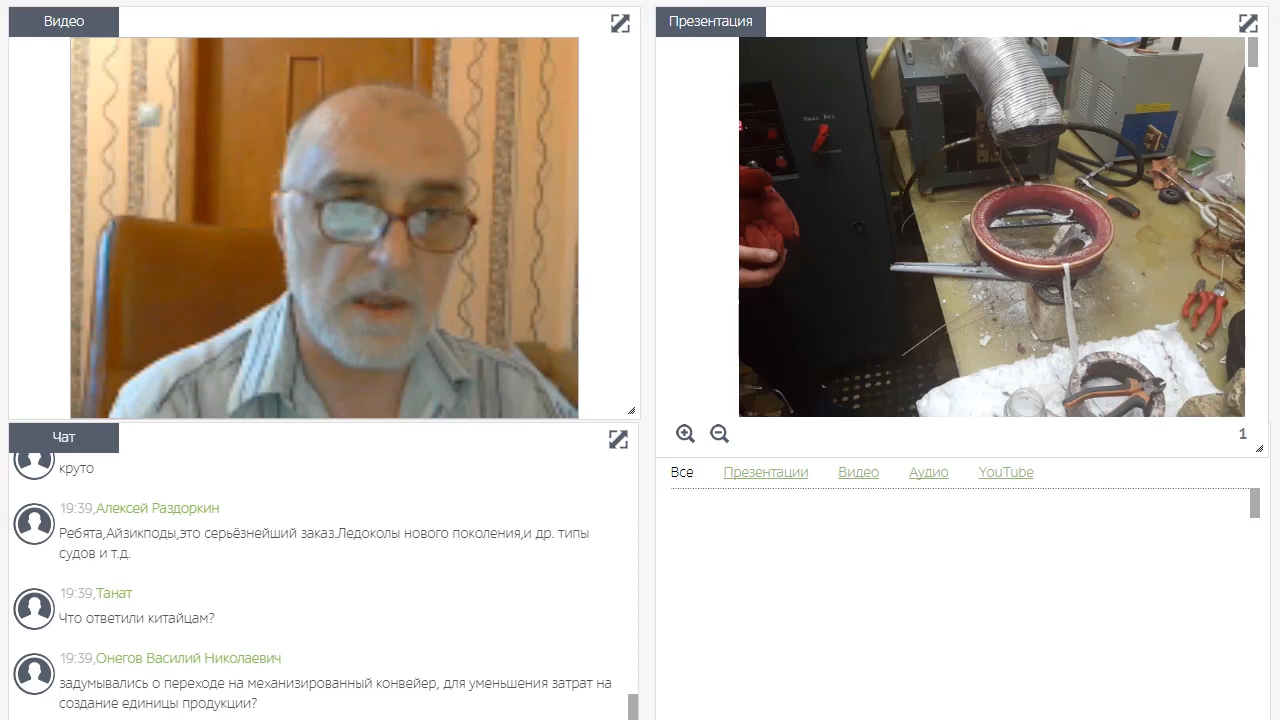 Видео
Презентация
1
Чат
круто
19:39,Алексей Раздоркин
Ребята,Айзикподы,это серьёзнейший заказ.Ледоколы нового поколения,и др. типы
судов и т.д.
19:39,Танат
Что ответили китайцам?
19:39,Онегов Василий Николаевич
задумывались о переходе на механизированный конвейер, для уменьшения затрат на
создание единицы продукции?
Все Презентации Видео Аудио YouTube